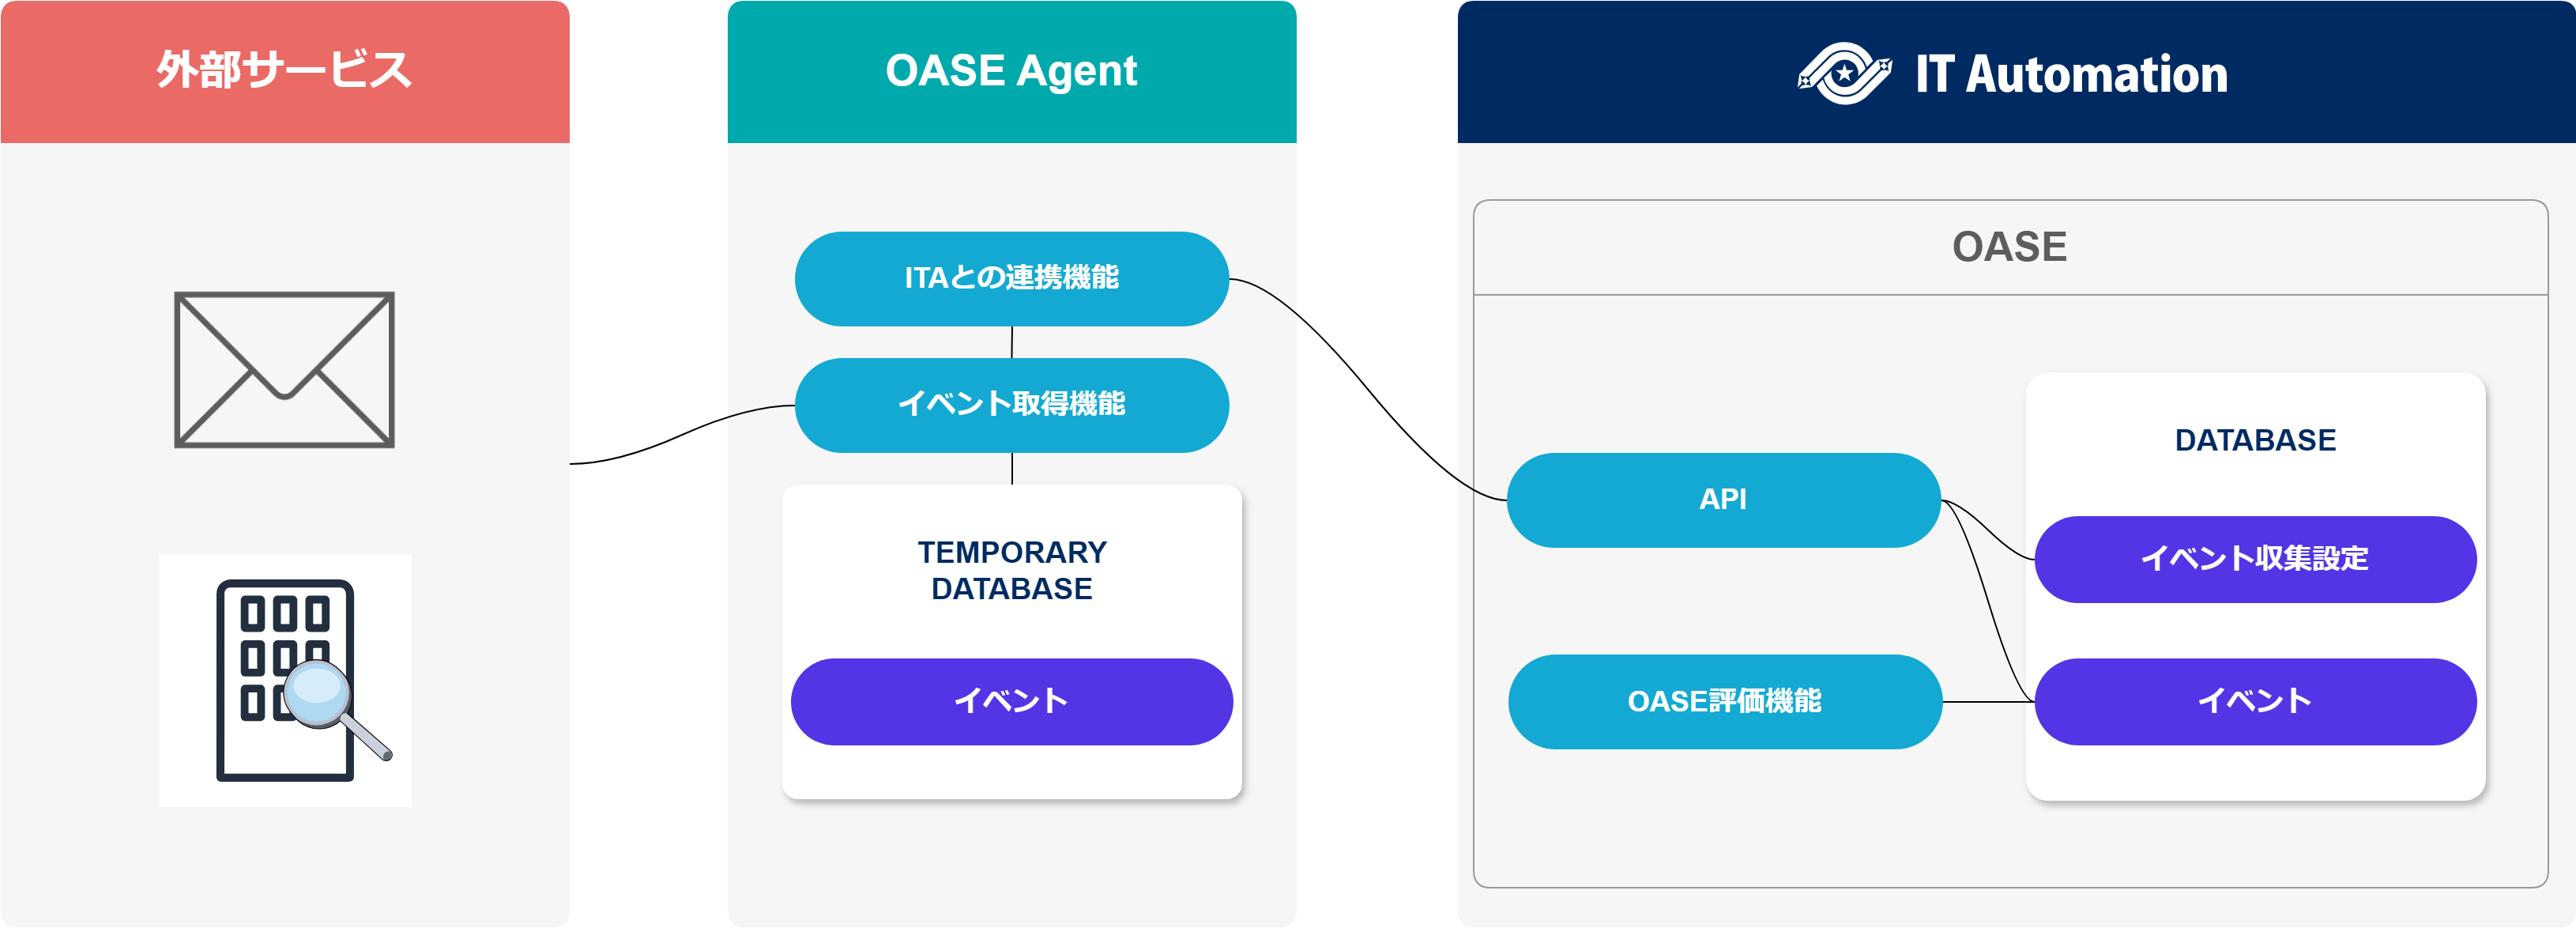 外部サービス
OASE Agent
ITAとの連携機能
イベント取得機能
TEMPORARY
DATABASE
イベント
IT Automation
OASE
API
OASE評価機能
DATABASE
イベント収集設定
イベント